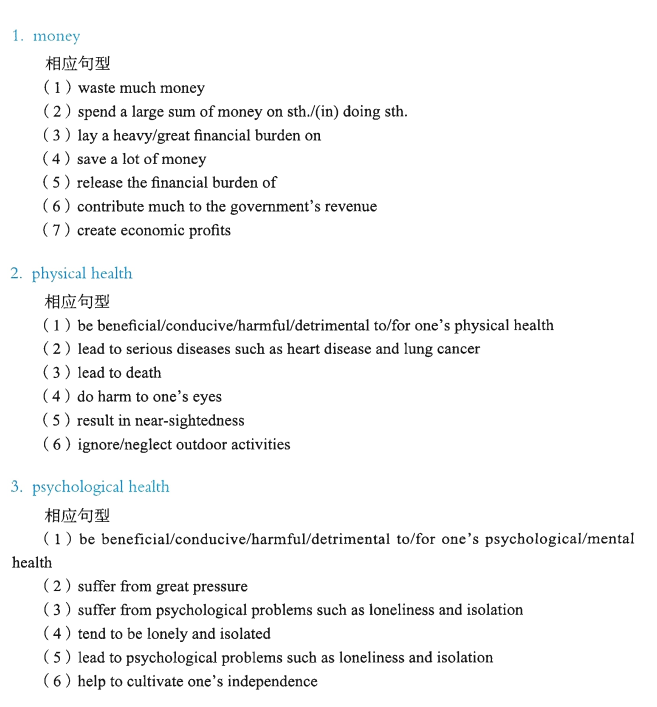 1. money
相应句型
（1）waste much money
（2）spend a large sum of money on sth./(in) doing sth.
（3）lay a heavy/great financial burden on
（4）save a lot of money
（5）release the financial burden of
（6）contribute much to the government's revenue
（7）create economic profits
2. physical health
相应句型
（1）be beneficial/conducive/harmful/detrimental to/for one's physical health
（2）lead to serious diseases such as heart disease and lung cancer
（3）lead to death
（4）do harm to one's eyes
（5）result in near-sightedness
（6）ignore/neglect outdoor activities
3. psychological health
相应句型
（1）be beneficial/conducive/harmful/detrimental to/for one's psychological/mental
health
（2）suffer from great pressure
（3）suffer from psychological problems such as loneliness and isolation
（4）tend to be lonely and isolated
（5）lead to psychological problems such as loneliness and isolation
（6）help to cultivate one's independence